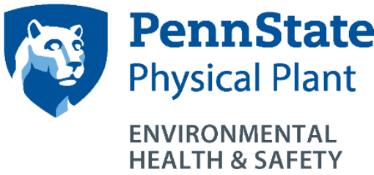 PennState
Physical Plant
ENVIRONMENTAL
HEALTH & SAFETY